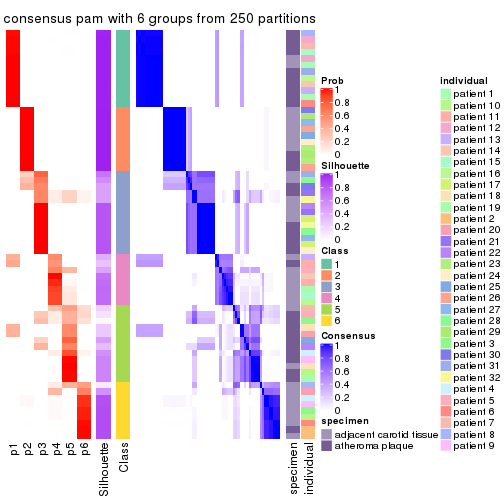 consensus pam with 6 groups from 250 partitions
p1
p2
p3
p4
p5
p6
Silhouette
Class
specimen
individual
Prob
1
0.8
0.6
0.4
0.2
0
Silhouette
1
0.8
0.6
0.4
0.2
0
Class
1
2
3
4
5
6
Consensus
1
0.8
0.6
0.4
0.2
0
specimen
adjacent carotid tissue
atheroma plaque
individual
patient 1
patient 10
patient 11
patient 12
patient 13
patient 14
patient 15
patient 16
patient 17
patient 18
patient 19
patient 2
patient 20
patient 21
patient 22
patient 23
patient 24
patient 25
patient 26
patient 27
patient 28
patient 29
patient 3
patient 30
patient 31
patient 32
patient 4
patient 5
patient 6
patient 7
patient 8
patient 9